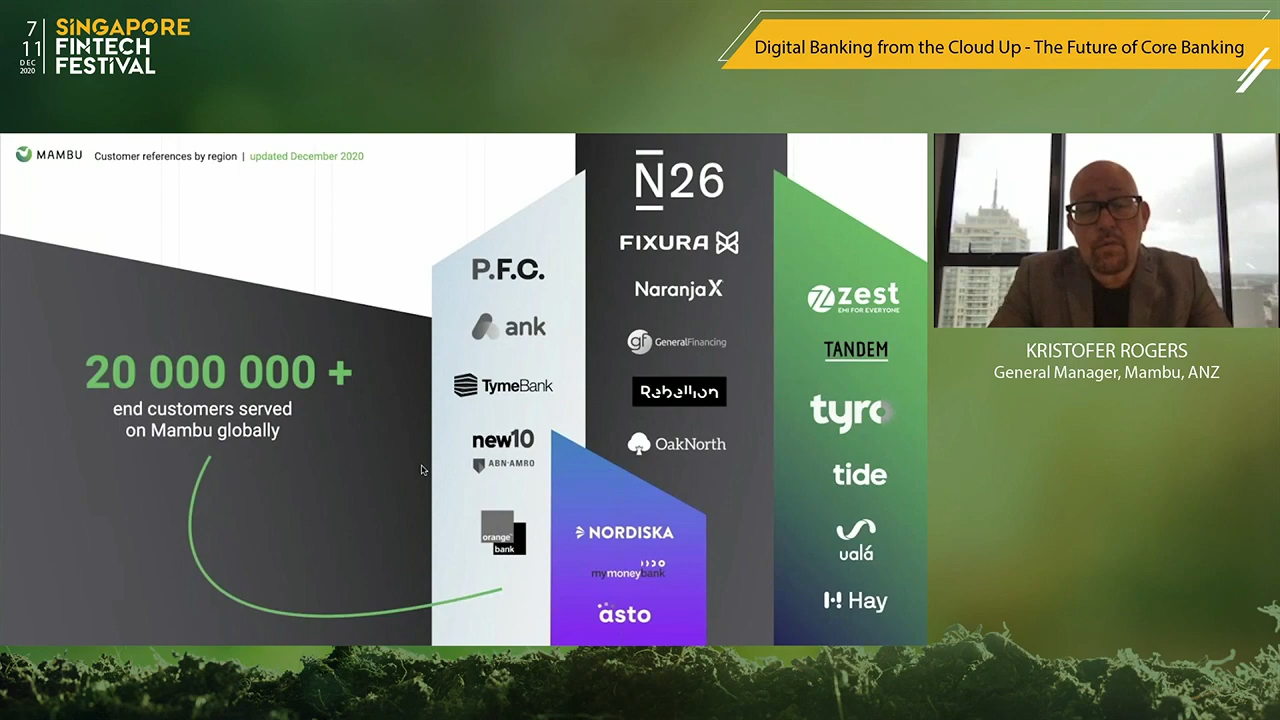 7
11
DEC
2020
SINGAPORE
FINTECH
FESTIVAL
Digital Banking from the Cloud Up - The Future of Core Banking
MAMBU Customer references by region | updated December 2020
20 000 000 +
end customers served
on Mambu globally
P.F.C.
ank
TymeBank
new10
ABN·AMRO
orange™
bank
N26
FIXURA
NaranjaX
gf GeneralFinancing
Rebellion
OakNorth
NORDISKA
mymoneybank
asto
zest
EMI FOR EVERYONE
TANDEM
tyro
tide
ualá
Hay
KRISTOFER ROGERS
General Manager, Mambu, ANZ